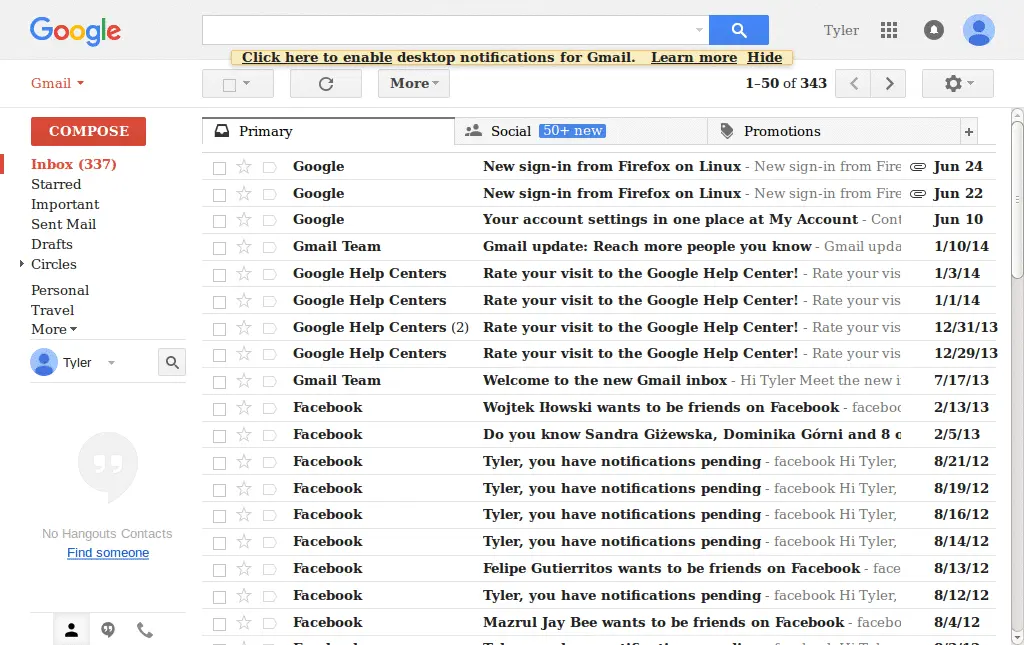 Google
Tyler
Click here to enable desktop notifications for Gmail. Learn more Hide
Gmail
More
1–50 of 343
COMPOSE
Primary
Social 50+ new
Promotions
+
Inbox (337)
Starred
Important
Sent Mail
Drafts
Circles
Personal
Travel
More
Tyler
No Hangouts Contacts
Find someone
Google New sign-in from Firefox on Linux - New sign-in from Fire Jun 24
Google New sign-in from Firefox on Linux - New sign-in from Fire Jun 22
Google Your account settings in one place at My Account - Cont Jun 10
Gmail Team Gmail update: Reach more people you know - Gmail upda 1/10/14
Google Help Centers Rate your visit to the Google Help Center! - Rate your vis 1/3/14
Google Help Centers Rate your visit to the Google Help Center! - Rate your vis 1/1/14
Google Help Centers (2) Rate your visit to the Google Help Center! - Rate your vis 12/31/13
Google Help Centers Rate your visit to the Google Help Center! - Rate your vis 12/29/13
Gmail Team Welcome to the new Gmail inbox - Hi Tyler Meet the new i 7/17/13
Facebook Wojtek Iłowski wants to be friends on Facebook - faceboo 2/13/13
Facebook Do you know Sandra Giżewska, Dominika Górni and 8 o 2/5/13
Facebook Tyler, you have notifications pending - facebook Hi Tyler, 8/21/12
Facebook Tyler, you have notifications pending - facebook Hi Tyler, 8/19/12
Facebook Tyler, you have notifications pending - facebook Hi Tyler, 8/16/12
Facebook Tyler, you have notifications pending - facebook Hi Tyler, 8/14/12
Facebook Felipe Gutierritos wants to be friends on Facebook - face 8/13/12
Facebook Tyler, you have notifications pending - facebook Hi Tyler, 8/12/12
Facebook Mazrul Jay Bee wants to be friends on Facebook - facebo 8/4/12